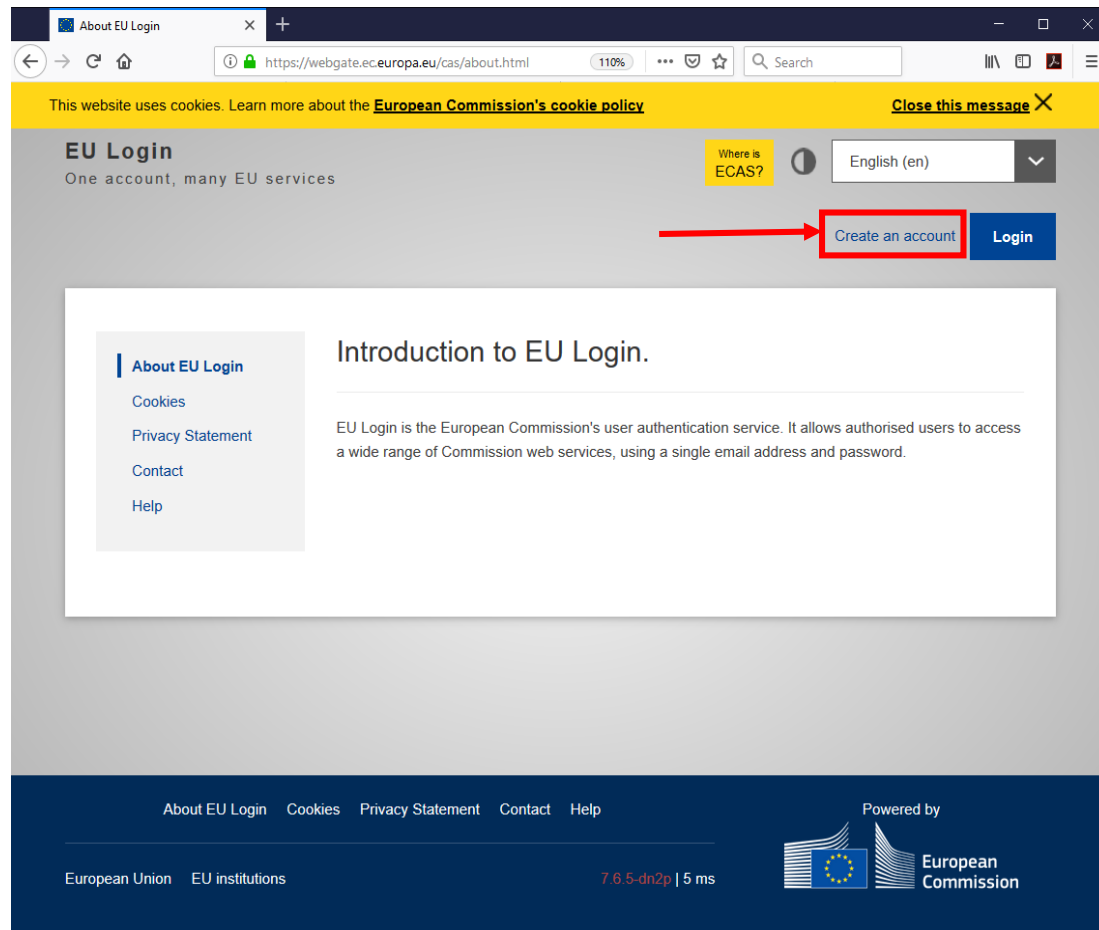 About EU Login
https://webgate.ec.europa.eu/cas/about.html
110%
Search
This website uses cookies. Learn more about the European Commission's cookie policy
Close this message
EU Login
One account, many EU services
Where is
ECAS?
English (en)
Create an account
Login
About EU Login
Cookies
Privacy Statement
Contact
Help
Introduction to EU Login.
EU Login is the European Commission's user authentication service. It allows authorised users to access
a wide range of Commission web services, using a single email address and password.
About EU Login Cookies Privacy Statement Contact Help
Powered by
European Union EU institutions
7.6.5-dn2p | 5 ms
European
Commission